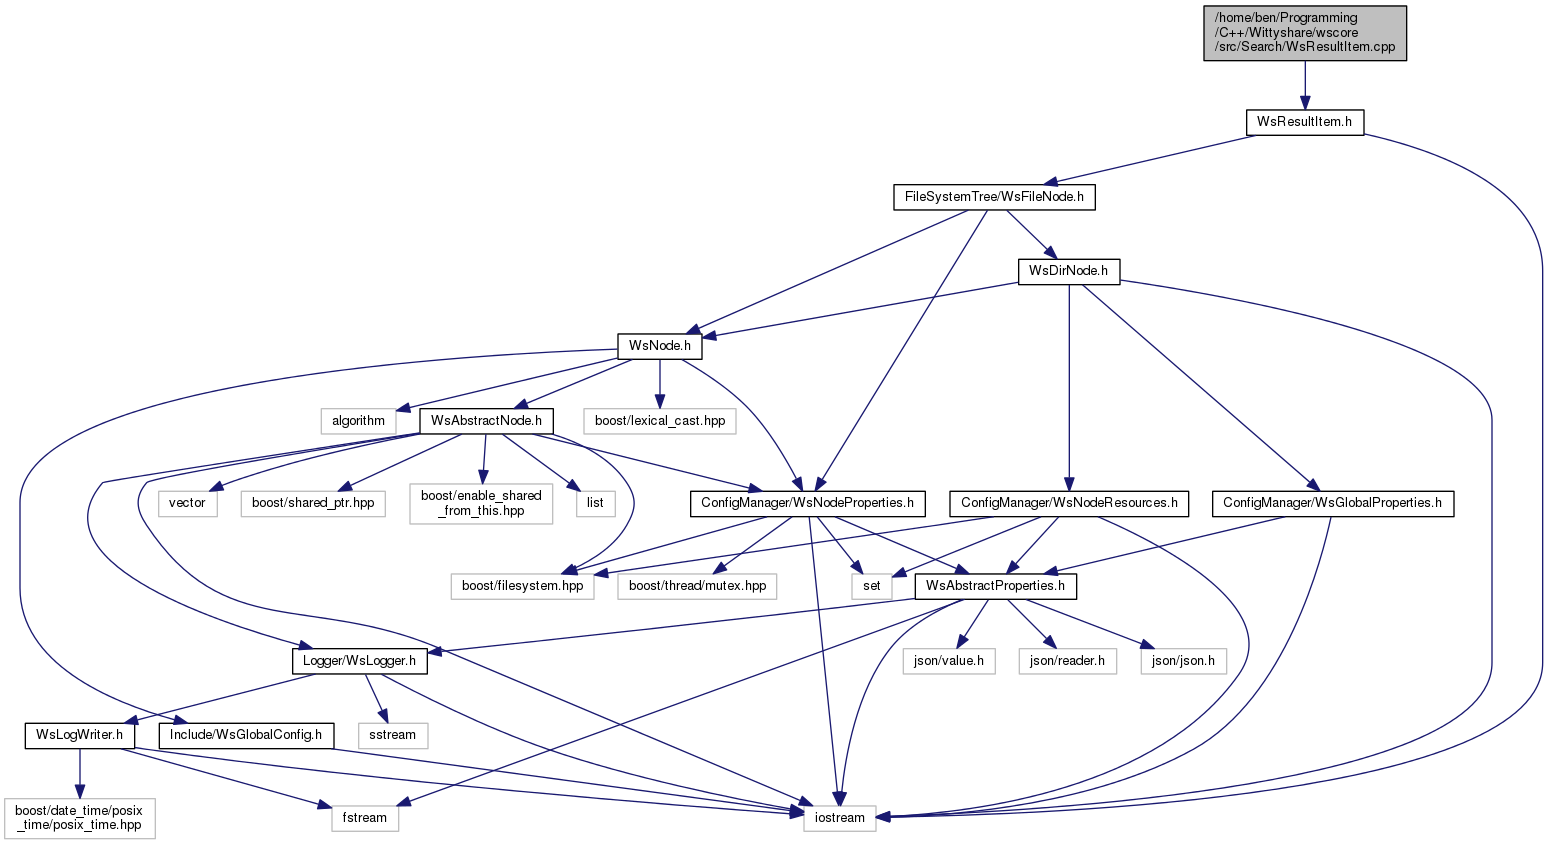 /home/ben/Programming
/C++/Wittyshare/wscore
/src/Search/WsResultItem.cpp
WsResultItem.h
FileSystemTree/WsFileNode.h
WsDirNode.h
WsNode.h
algorithm
WsAbstractNode.h
boost/lexical_cast.hpp
vector
boost/shared_ptr.hpp
boost/enable_shared
_from_this.hpp
list
ConfigManager/WsNodeProperties.h
ConfigManager/WsNodeResources.h
ConfigManager/WsGlobalProperties.h
boost/filesystem.hpp
boost/thread/mutex.hpp
set
WsAbstractProperties.h
Logger/WsLogger.h
json/value.h
json/reader.h
json/json.h
WsLogWriter.h
Include/WsGlobalConfig.h
sstream
boost/date_time/posix
_time/posix_time.hpp
fstream
iostream